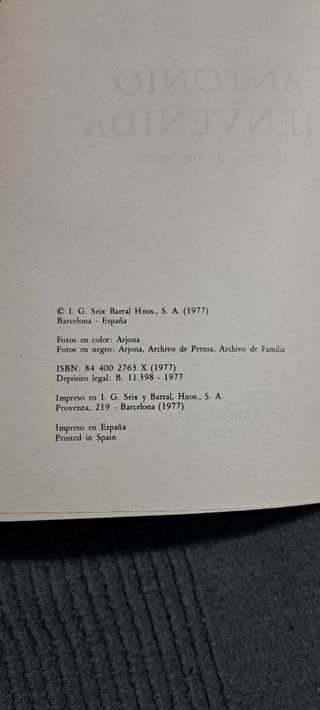 ANTONIO
BIENVENIDA
© I. G. Seix Barral Hnos., S. A. (1977)
Barcelona - España
Fotos en color: Arjona
Fotos en negro: Arjona, Archivo de Prensa, Archivo de Familia
ISBN: 84 400 2763 X (1977)
Depósito legal: B. 11.398 - 1977
Impreso en I. G. Seix y Barral, Hnos., S. A.
Provenza, 219 - Barcelona (1977)
Impreso en España
Printed in Spain